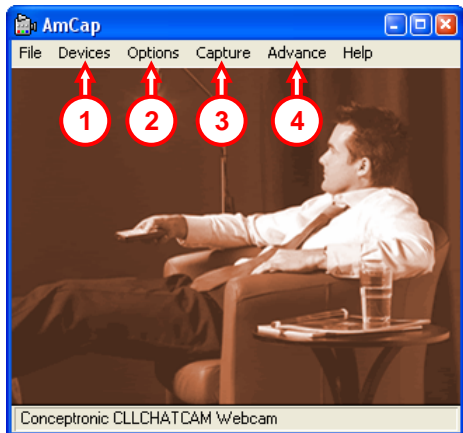 AmCap
File Devices Options Capture Advance Help
1 2 3 4
Conceptronic CLLCHATCAM Webcam